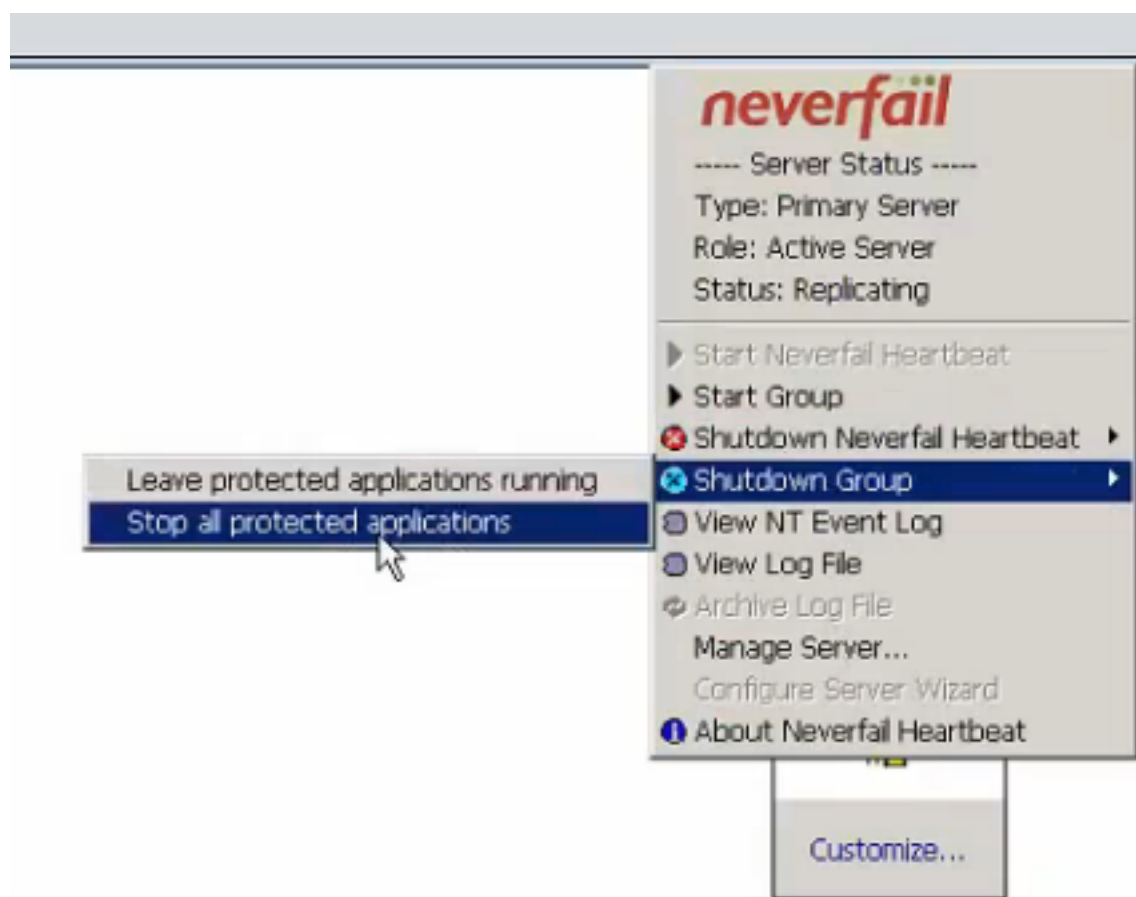 neverfail
----- Server Status -----
Type: Primary Server
Role: Active Server
Status: Replicating
Start Neverfail Heartbeat
Start Group
Shutdown Neverfail Heartbeat
Shutdown Group
Leave protected applications running
Stop all protected applications
View NT Event Log
View Log File
Archive Log File
Manage Server...
Configure Server Wizard
About Neverfail Heartbeat
Customize...